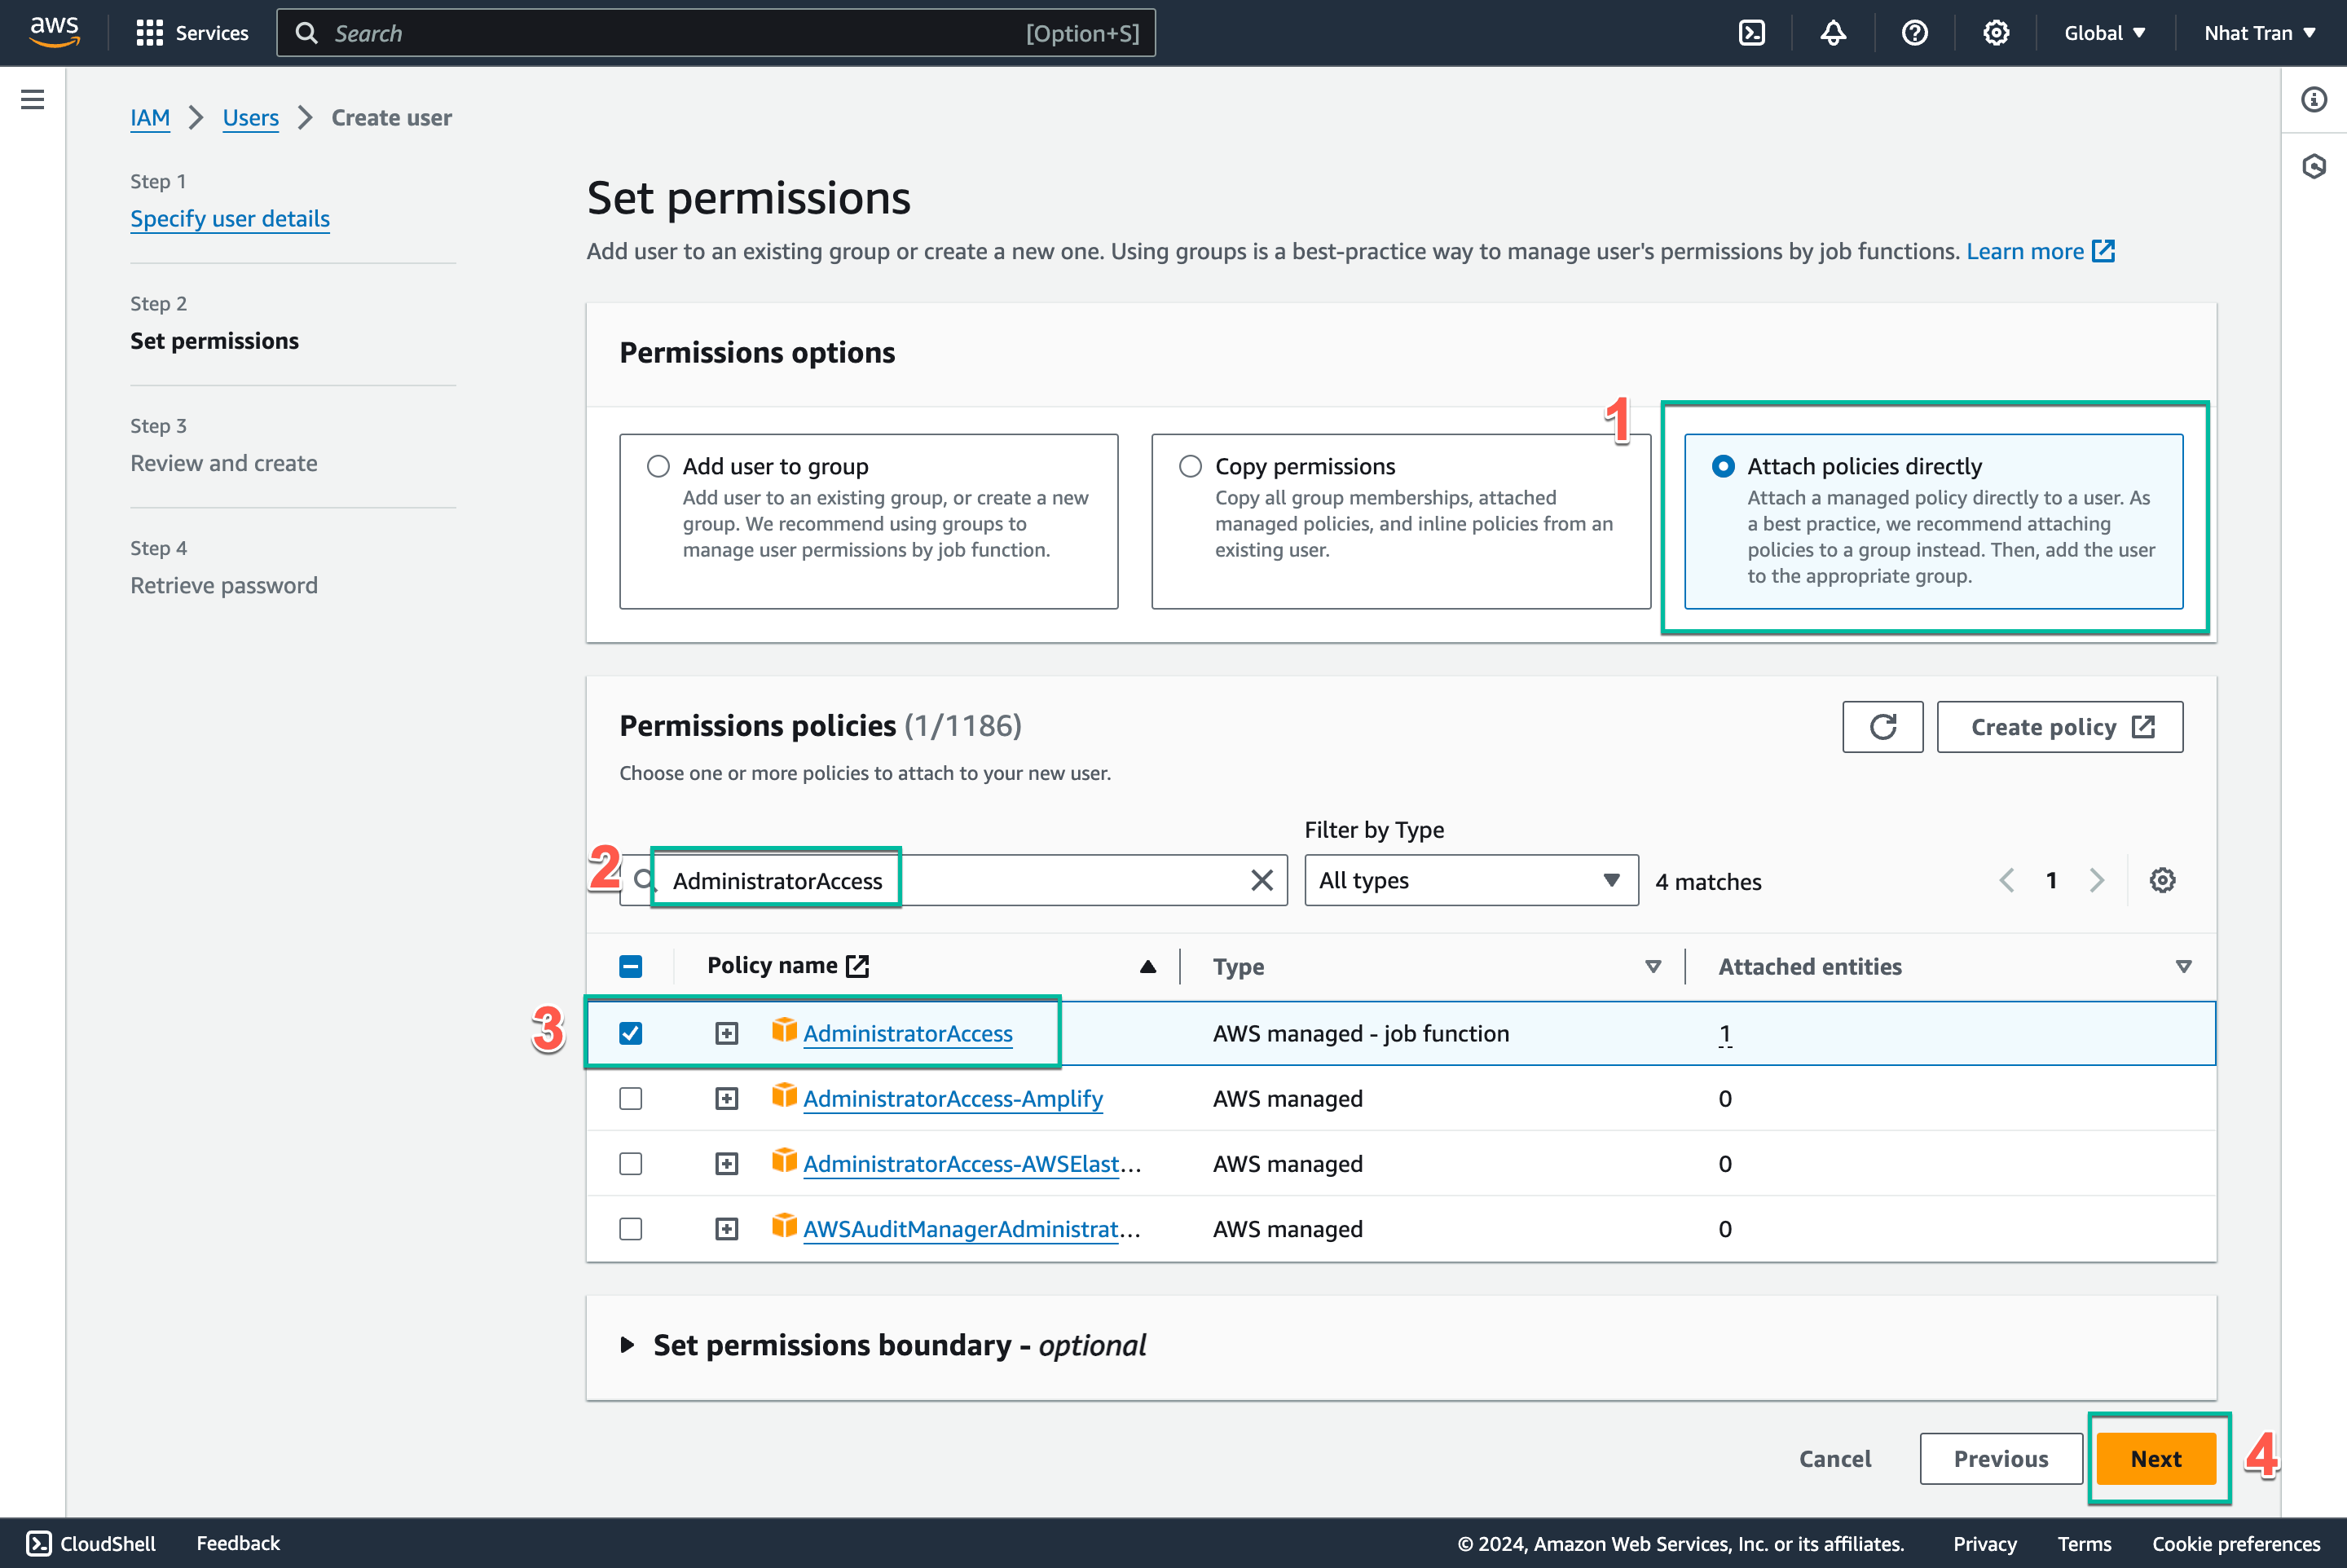 aws
Services
Search
[Option+S]
Global
Nhat Tran
IAM
Users
Create user
Step 1
Specify user details
Step 2
Set permissions
Step 3
Review and create
Step 4
Retrieve password
Set permissions
Add user to an existing group or create a new one. Using groups is a best-practice way to manage user's permissions by job functions. Learn more
Permissions options
1
Add user to group
Add user to an existing group, or create a new
group. We recommend using groups to
manage user permissions by job function.
Copy permissions
Copy all group memberships, attached
managed policies, and inline policies from an
existing user.
Attach policies directly
Attach a managed policy directly to a user. As
a best practice, we recommend attaching
policies to a group instead. Then, add the user
to the appropriate group.
Permissions policies (1/1186)
Choose one or more policies to attach to your new user.
Create policy
Filter by Type
2
AdministratorAccess
All types
4 matches
1
Policy name
Type
Attached entities
3
AdministratorAccess
AWS managed - job function
1
AdministratorAccess-Amplify
AWS managed
0
AdministratorAccess-AWSElast...
AWS managed
0
AWSAuditManagerAdministrat...
AWS managed
0
Set permissions boundary - optional
Cancel
Previous
Next
4
CloudShell
Feedback
© 2024, Amazon Web Services, Inc. or its affiliates.
Privacy
Terms
Cookie preferences